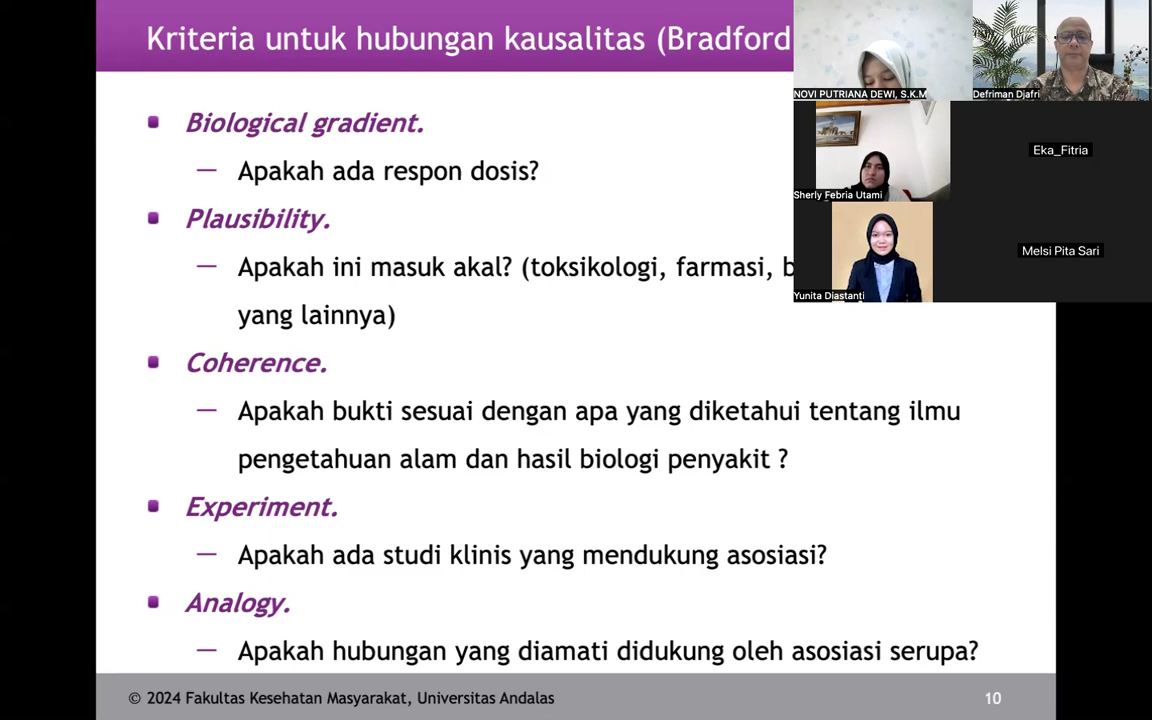 Kriteria untuk hubungan kausalitas (Bradford
Biological gradient.
— Apakah ada respon dosis?
Plausibility.
— Apakah ini masuk akal? (toksikologi, farmasi,
yang lainnya)
Coherence.
— Apakah bukti sesuai dengan apa yang diketahui tentang ilmu
pengetahuan alam dan hasil biologi penyakit ?
Experiment.
— Apakah ada studi klinis yang mendukung asosiasi?
Analogy.
— Apakah hubungan yang diamati didukung oleh asosiasi serupa?
© 2024 Fakultas Kesehatan Masyarakat, Universitas Andalas
10
NOVI PUTRIANA DEWI, S.K.M
Defriman Djafri
Sherly Febria Utami
Eka_Fitria
Yunita Diastanti
Melsi Pita Sari